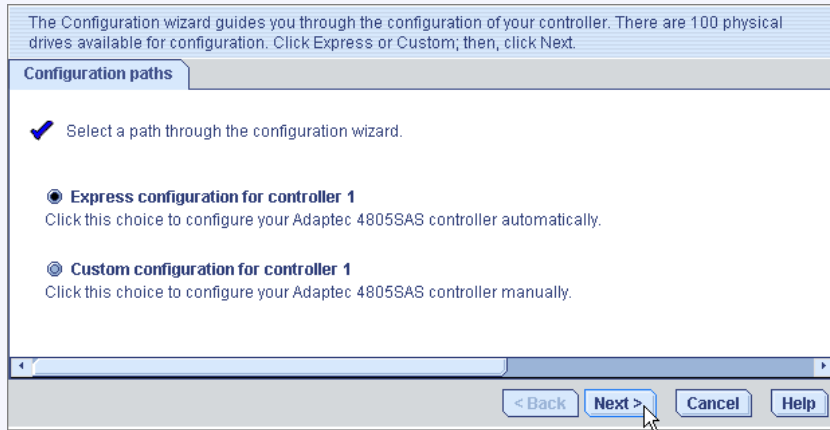 The Configuration wizard guides you through the configuration of your controller. There are 100 physical
drives available for configuration. Click Express or Custom; then, click Next.
Configuration paths
Select a path through the configuration wizard.
Express configuration for controller 1
Click this choice to configure your Adaptec 4805SAS controller automatically.
Custom configuration for controller 1
Click this choice to configure your Adaptec 4805SAS controller manually.
< Back Next > Cancel Help